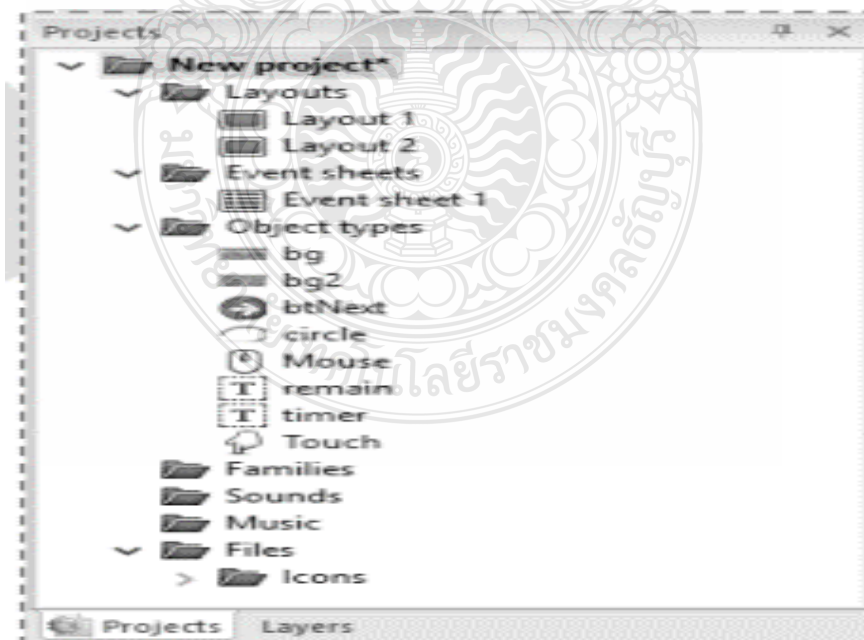 Projects
New project*
Layouts
Layout 1
Layout 2
Event sheets
Event sheet 1
Object types
bg
bg2
btNext
circle
Mouse
T remain
T timer
Touch
Families
Sounds
Music
Files
Icons
Projects Layers